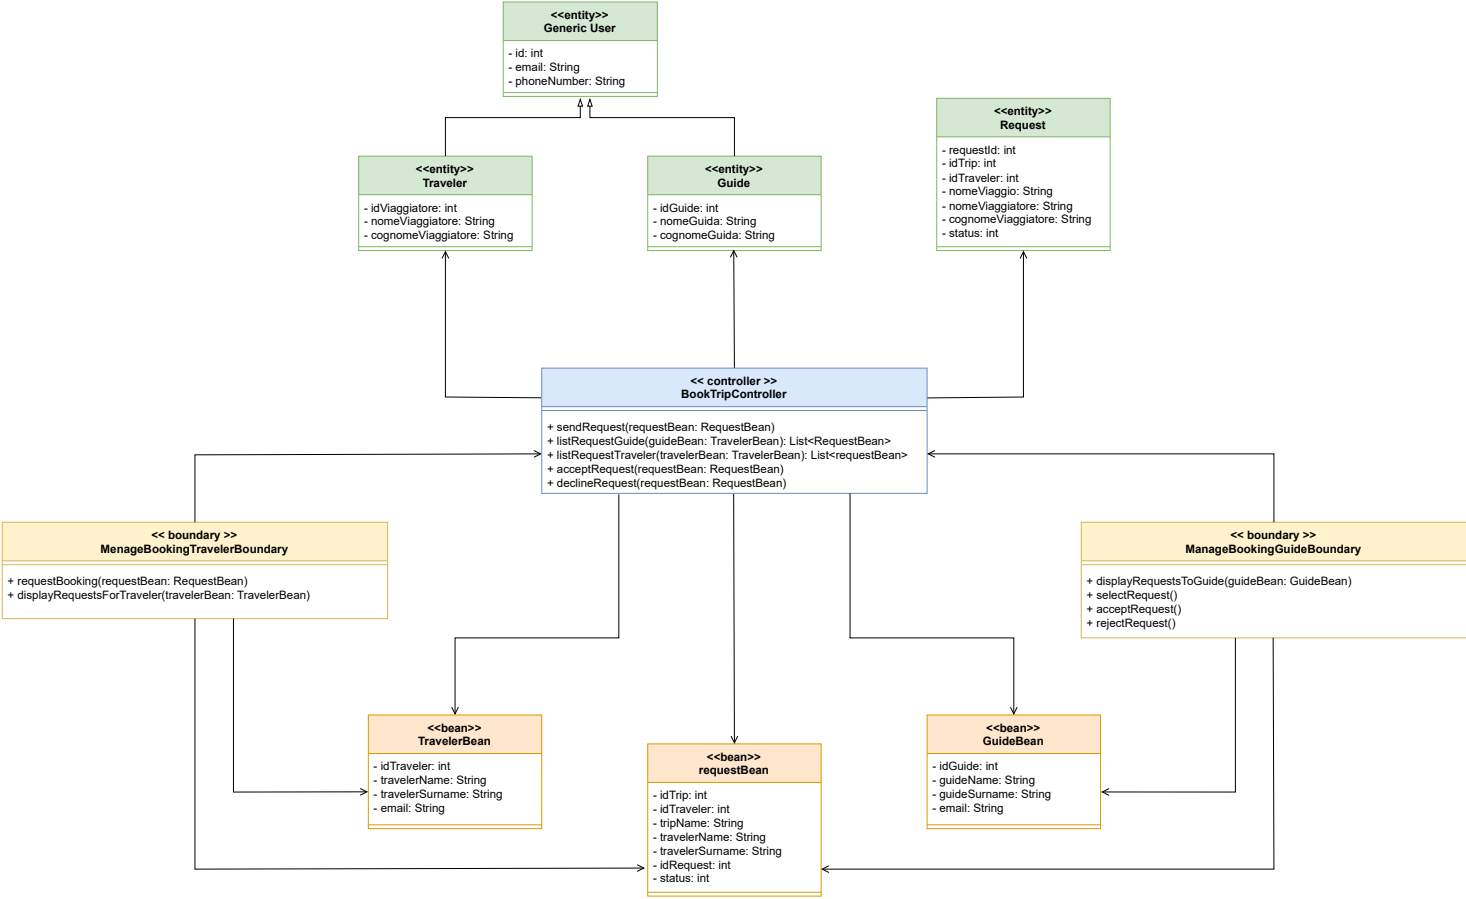 <<entity>>
Generic User
- id: int
- email: String
- phoneNumber: String
<<entity>>
Request
- requestId: int
- idTrip: int
- idTraveler: int
- nomeViaggio: String
- nomeViaggiatore: String
- cognomeViaggiatore: String
- status: int
<<entity>>
Traveler
- idViaggiatore: int
- nomeViaggiatore: String
- cognomeViaggiatore: String
<<entity>>
Guide
- idGuide: int
- nomeGuida: String
- cognomeGuida: String
<< controller >>
BookTripController
+ sendRequest(requestBean: RequestBean)
+ listRequestGuide(guideBean: TravelerBean): List<RequestBean>
+ listRequestTraveler(travelerBean: TravelerBean): List<requestBean>
+ acceptRequest(requestBean: RequestBean)
+ declineRequest(requestBean: RequestBean)
<< boundary >>
MenageBookingTravelerBoundary
+ requestBooking(requestBean: RequestBean)
+ displayRequestsForTraveler(travelerBean: TravelerBean)
<< boundary >>
ManageBookingGuideBoundary
+ displayRequestsToGuide(guideBean: GuideBean)
+ selectRequest()
+ acceptRequest()
+ rejectRequest()
<<bean>>
TravelerBean
- idTraveler: int
- travelerName: String
- travelerSurname: String
- email: String
<<bean>>
requestBean
- idTrip: int
- idTraveler: int
- tripName: String
- travelerName: String
- travelerSurname: String
- idRequest: int
- status: int
<<bean>>
GuideBean
- idGuide: int
- guideName: String
- guideSurname: String
- email: String